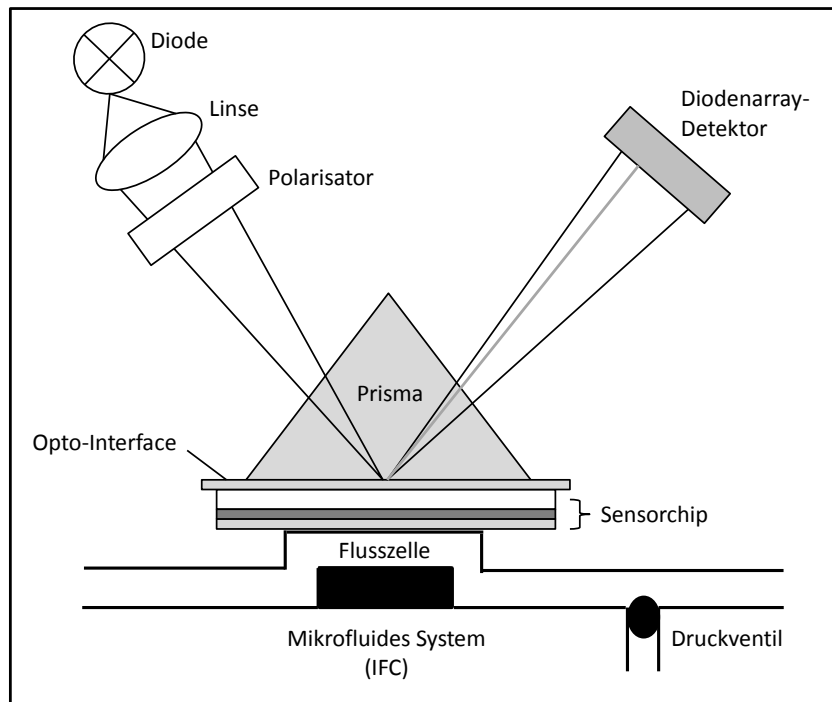 Diode
Linse
Polarisator
Diodenarray-
Detektor
Prisma
Opto-Interface
Sensorchip
Flusszelle
Mikrofluides System
(IFC)
Druckventil